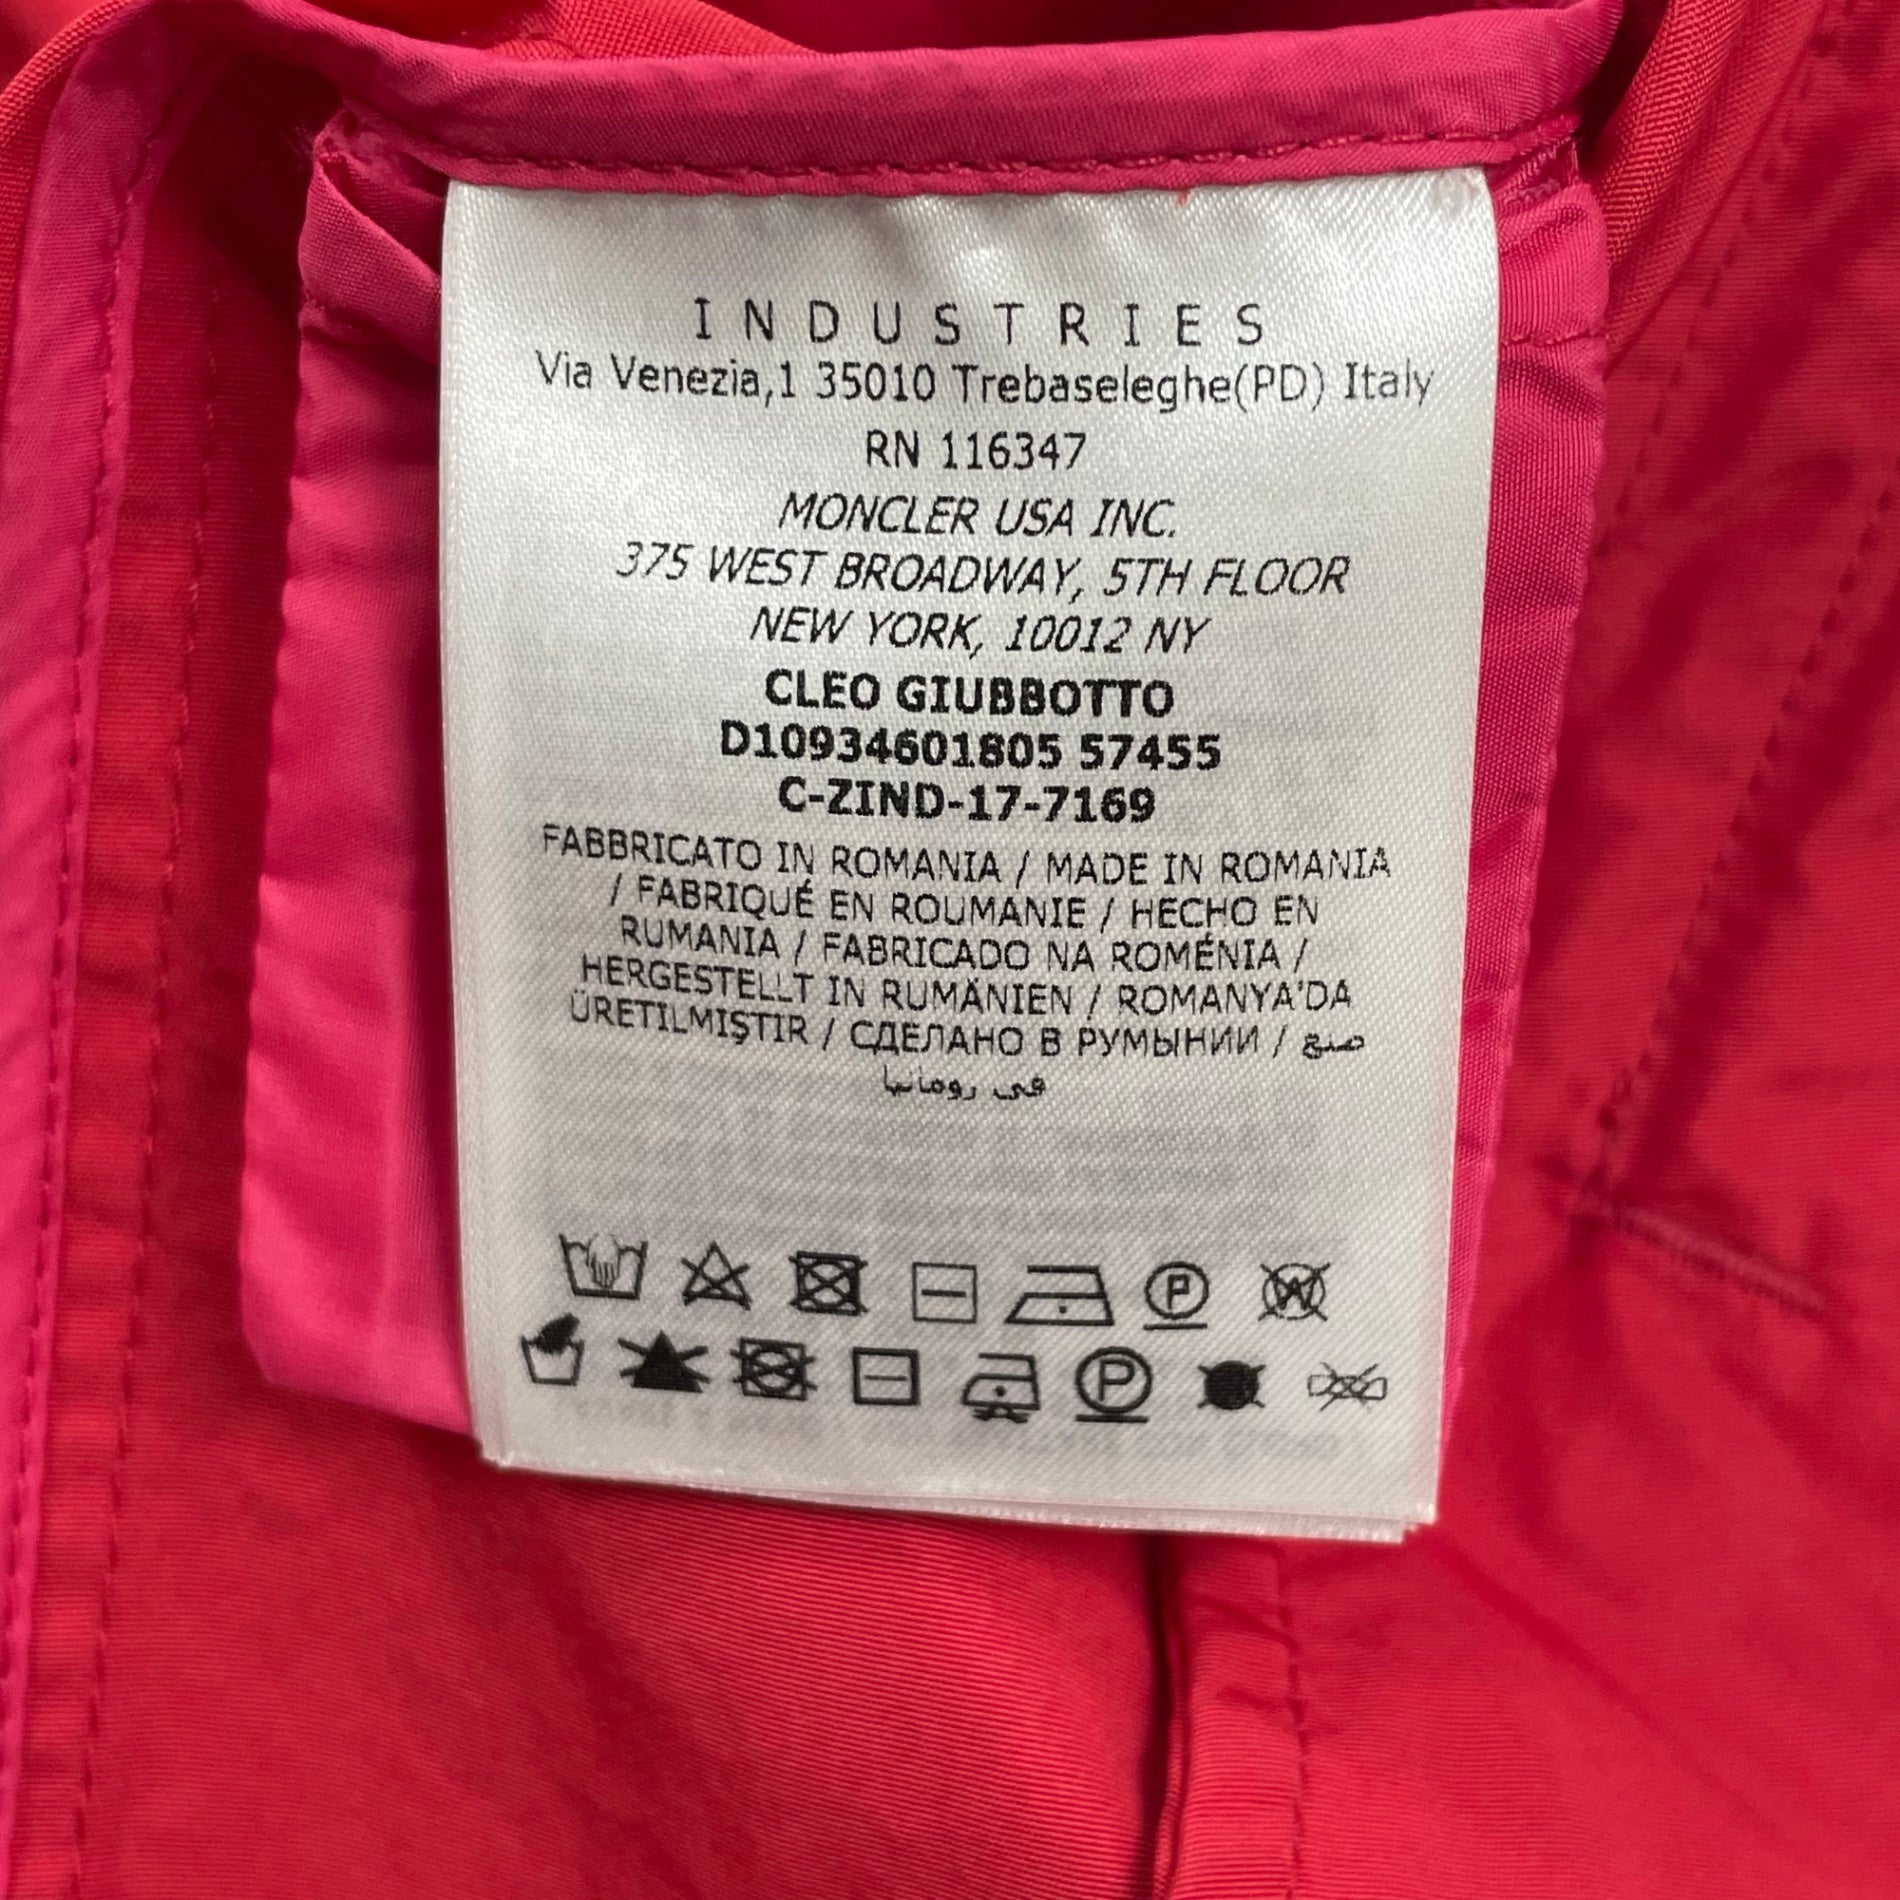 INDUSTRIES
Via Venezia,1 35010 Trebaseleghe(PD) Italy
RN 116347
MONCLER USA INC.
375 WEST BROADWAY, 5TH FLOOR
NEW YORK, 10012 NY
CLEO GIUBBOTTO
D10934601805 57455
C-ZIND-17-7169
FABBRICATO IN ROMANIA / MADE IN ROMANIA
/ FABRIQUÉ EN ROUMANIE / HECHO EN
RUMANIA / FABRICADO NA ROMÉNIA /
HERGESTELLT IN RUMÄNIEN / ROMANYA'DA
ÜRETILMIŞTIR / СДЕЛАНО В РУМЫНИИ / صنع
في رومانيا
P W
P